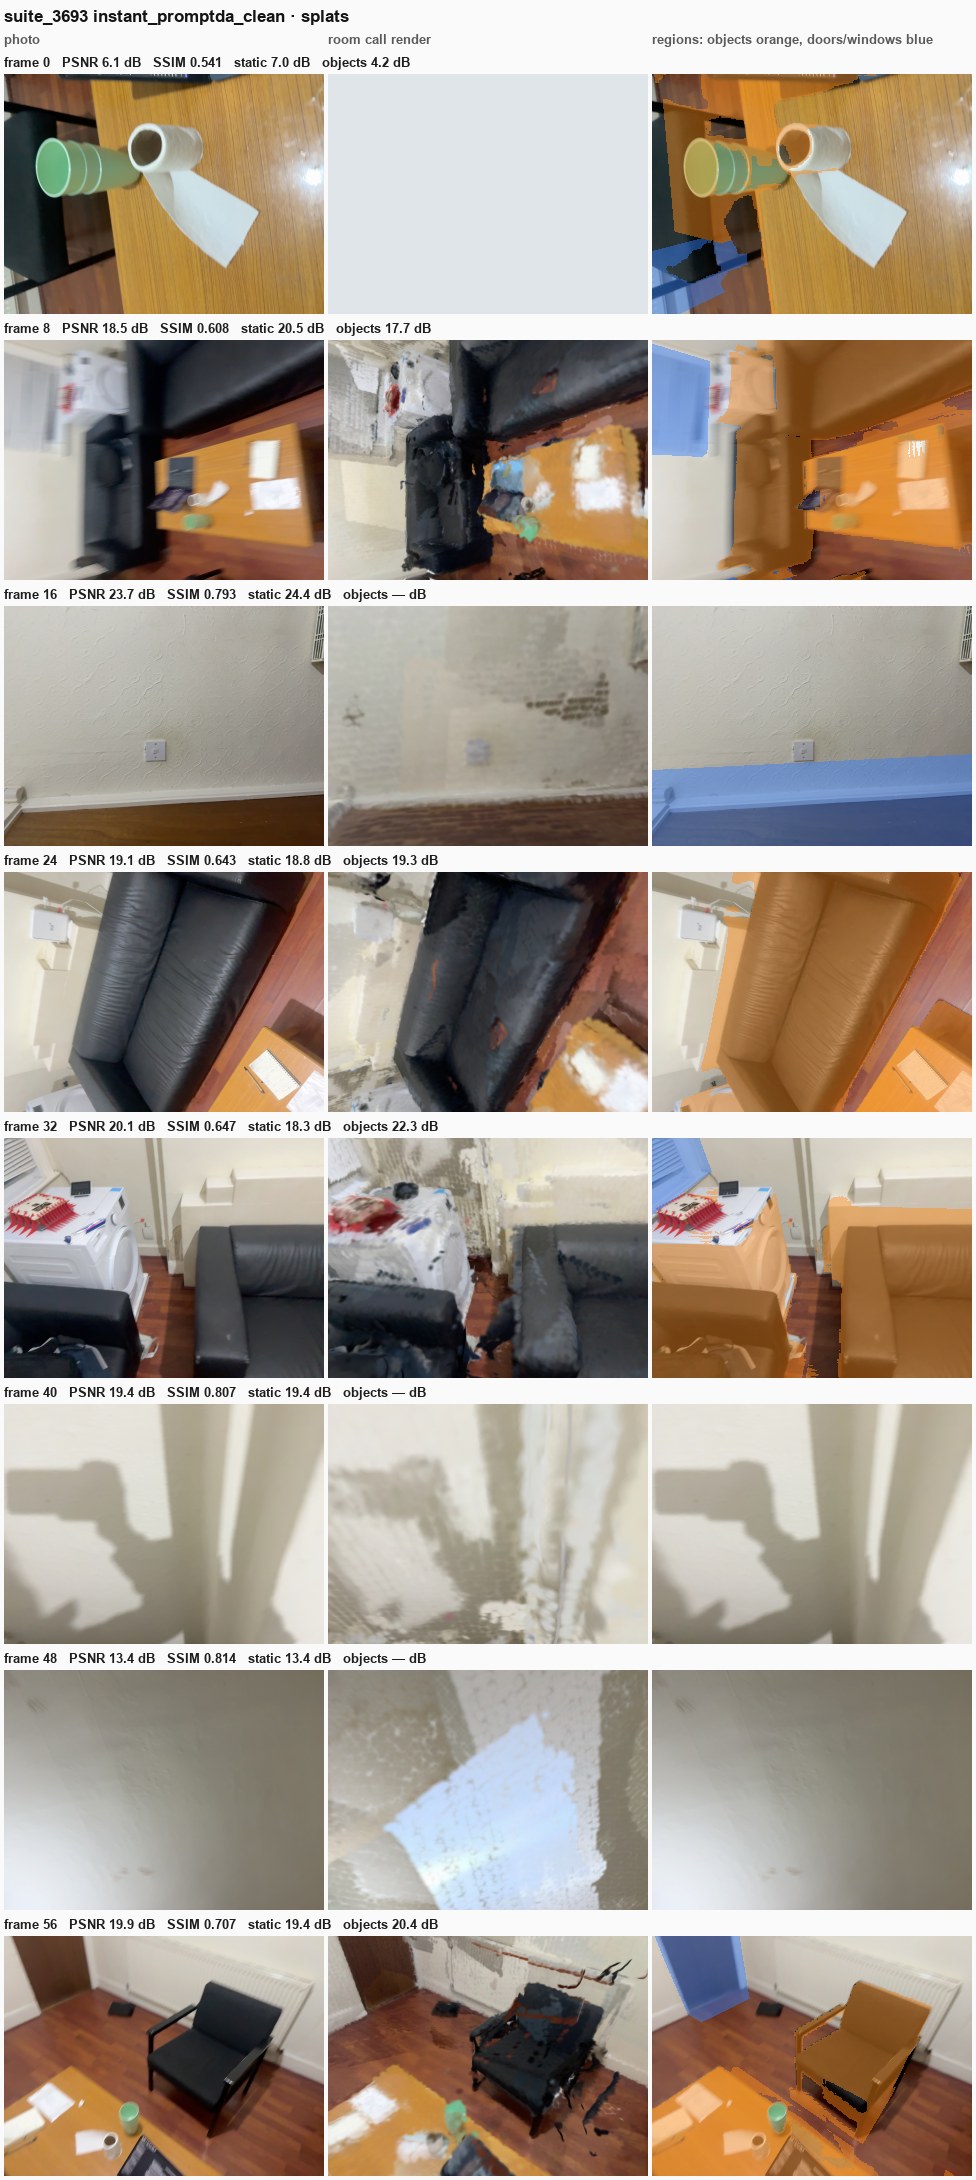 suite_3693 instant_promptda_clean · splats
photo room call render regions: objects orange, doors/windows blue
frame 0 PSNR 6.1 dB SSIM 0.541 static 7.0 dB objects 4.2 dB
frame 8 PSNR 18.5 dB SSIM 0.608 static 20.5 dB objects 17.7 dB
frame 16 PSNR 23.7 dB SSIM 0.793 static 24.4 dB objects — dB
frame 24 PSNR 19.1 dB SSIM 0.643 static 18.8 dB objects 19.3 dB
frame 32 PSNR 20.1 dB SSIM 0.647 static 18.3 dB objects 22.3 dB
frame 40 PSNR 19.4 dB SSIM 0.807 static 19.4 dB objects — dB
frame 48 PSNR 13.4 dB SSIM 0.814 static 13.4 dB objects — dB
frame 56 PSNR 19.9 dB SSIM 0.707 static 19.4 dB objects 20.4 dB